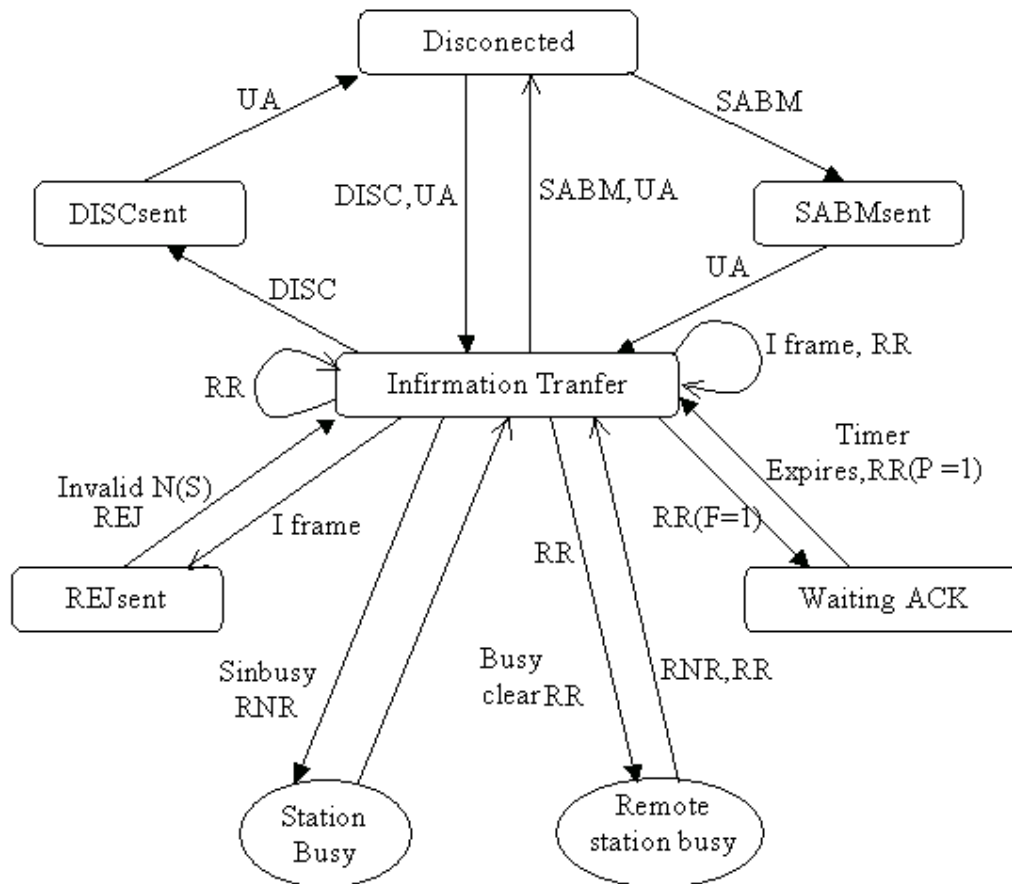 Disconected
UA
SABM
DISCsent
DISC,UA
SABM,UA
SABMsent
DISC
UA
RR
Infirmation Tranfer
I frame, RR
Invalid N(S)
REJ
I frame
RR
RR(F=1)
Timer
Expires,RR(P =1)
REJsent
Waiting ACK
Sinbusy
RNR
Busy
clear RR
RNR,RR
Station
Busy
Remote
station busy